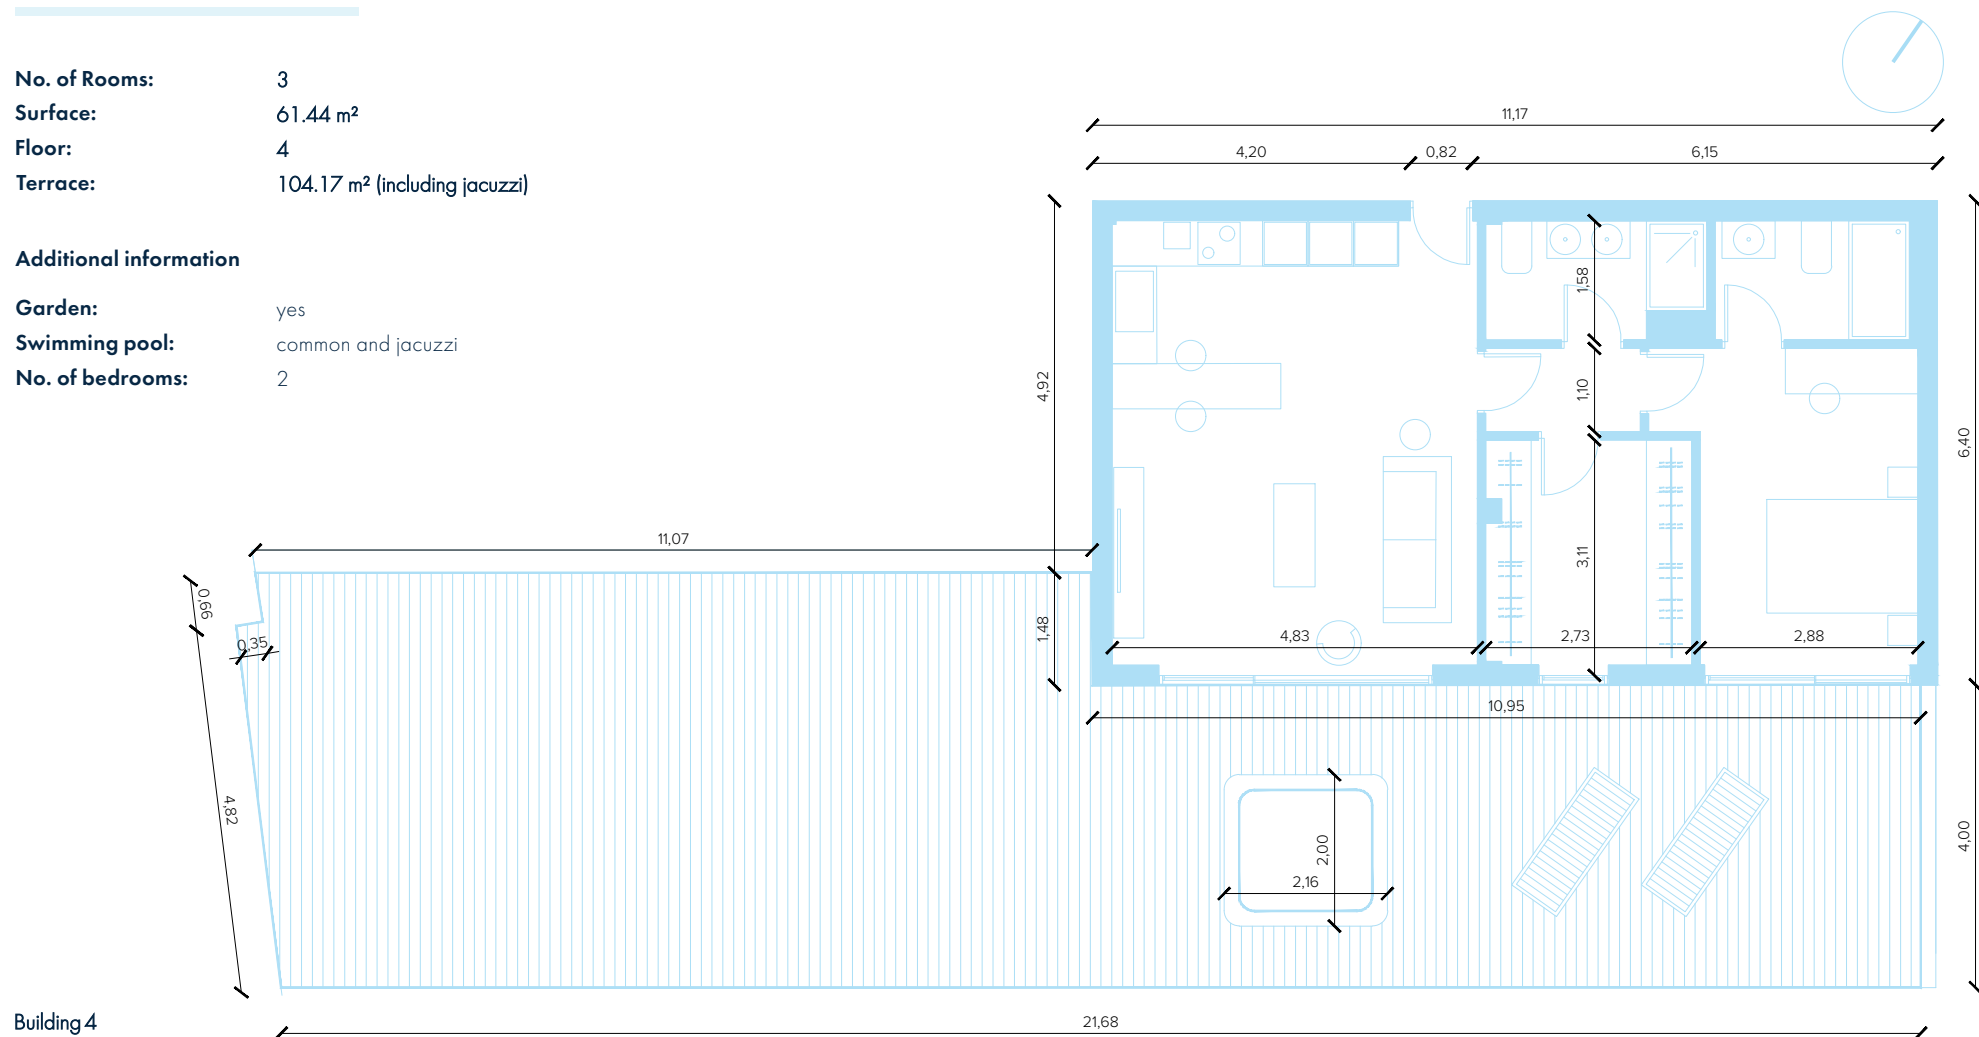 No. of Rooms: 3
Surface: 61.44 m²
Floor: 4
Terrace: 104.17 m² (including jacuzzi)
Additional information
Garden: yes
Swimming pool: common and jacuzzi
No. of bedrooms: 2
11,17
4,20 0,82 6,15
1,58
4,92
1,10
6,40
11,07
3,11
0,66
0,35
1,48
4,83 2,73 2,88
10,95
4,82
2,00
4,00
2,16
Building 4
21,68